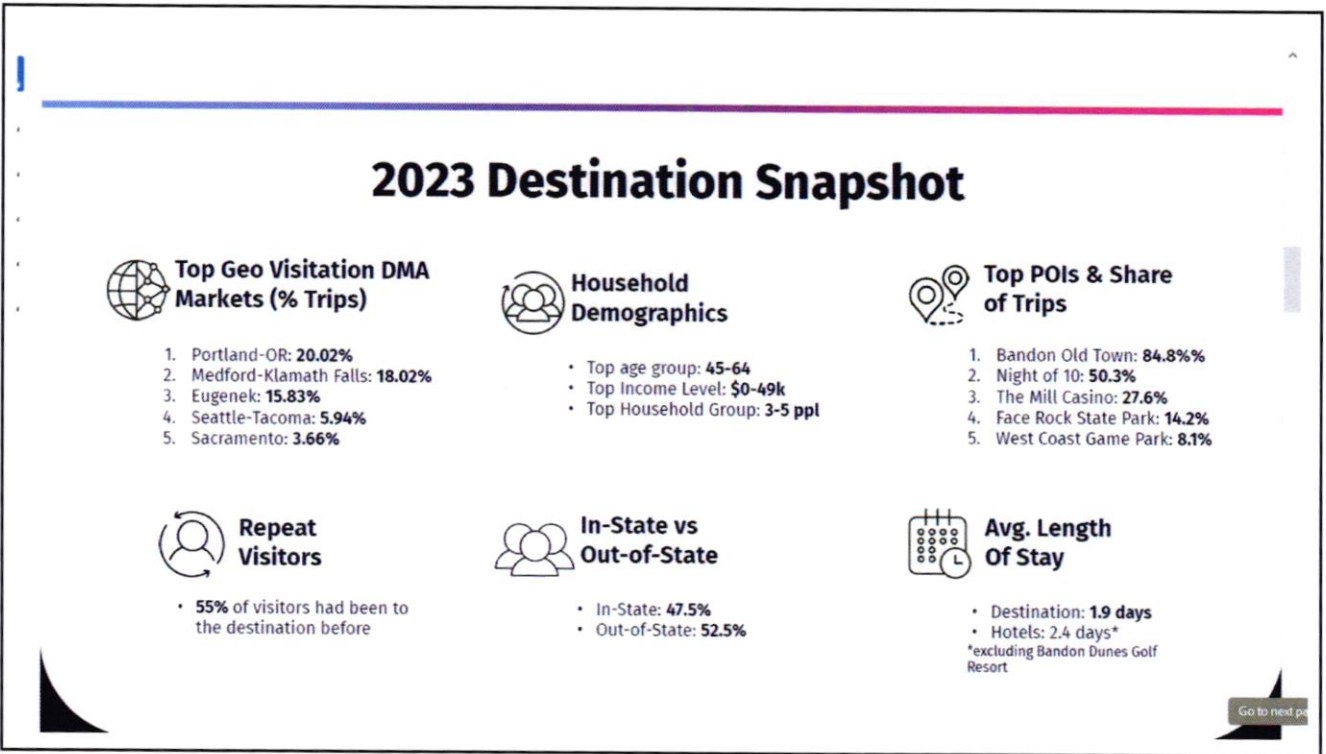 2023 Destination Snapshot
Top Geo Visitation DMA
Markets (% Trips)
1. Portland-OR: 20.02%
2. Medford-Klamath Falls: 18.02%
3. Eugenek: 15.83%
4. Seattle-Tacoma: 5.94%
5. Sacramento: 3.66%
Household
Demographics
• Top age group: 45-64
• Top Income Level: $0-49k
• Top Household Group: 3-5 ppl
Top POIs & Share
of Trips
1. Bandon Old Town: 84.8%%
2. Night of 10: 50.3%
3. The Mill Casino: 27.6%
4. Face Rock State Park: 14.2%
5. West Coast Game Park: 8.1%
Repeat
Visitors
• 55% of visitors had been to
the destination before
In-State vs
Out-of-State
• In-State: 47.5%
• Out-of-State: 52.5%
Avg. Length
Of Stay
• Destination: 1.9 days
• Hotels: 2.4 days*
*excluding Bandon Dunes Golf
Resort
Go to next pa